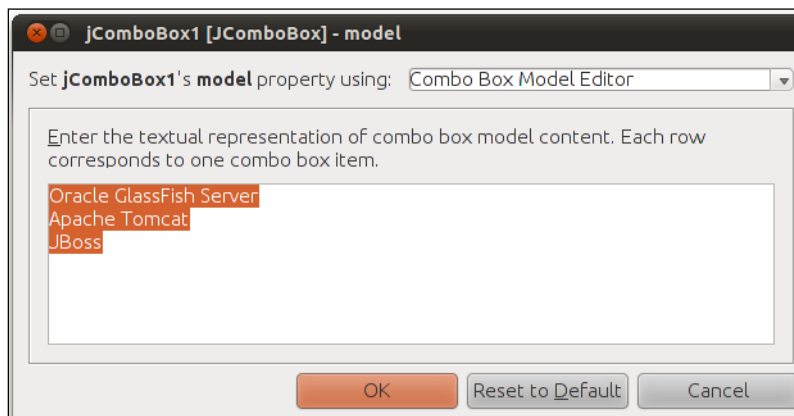 jComboBox1 [JComboBox] - model
Set jComboBox1's model property using: Combo Box Model Editor
Enter the textual representation of combo box model content. Each row
corresponds to one combo box item.
Oracle GlassFish Server
Apache Tomcat
JBoss
OK Reset to Default Cancel